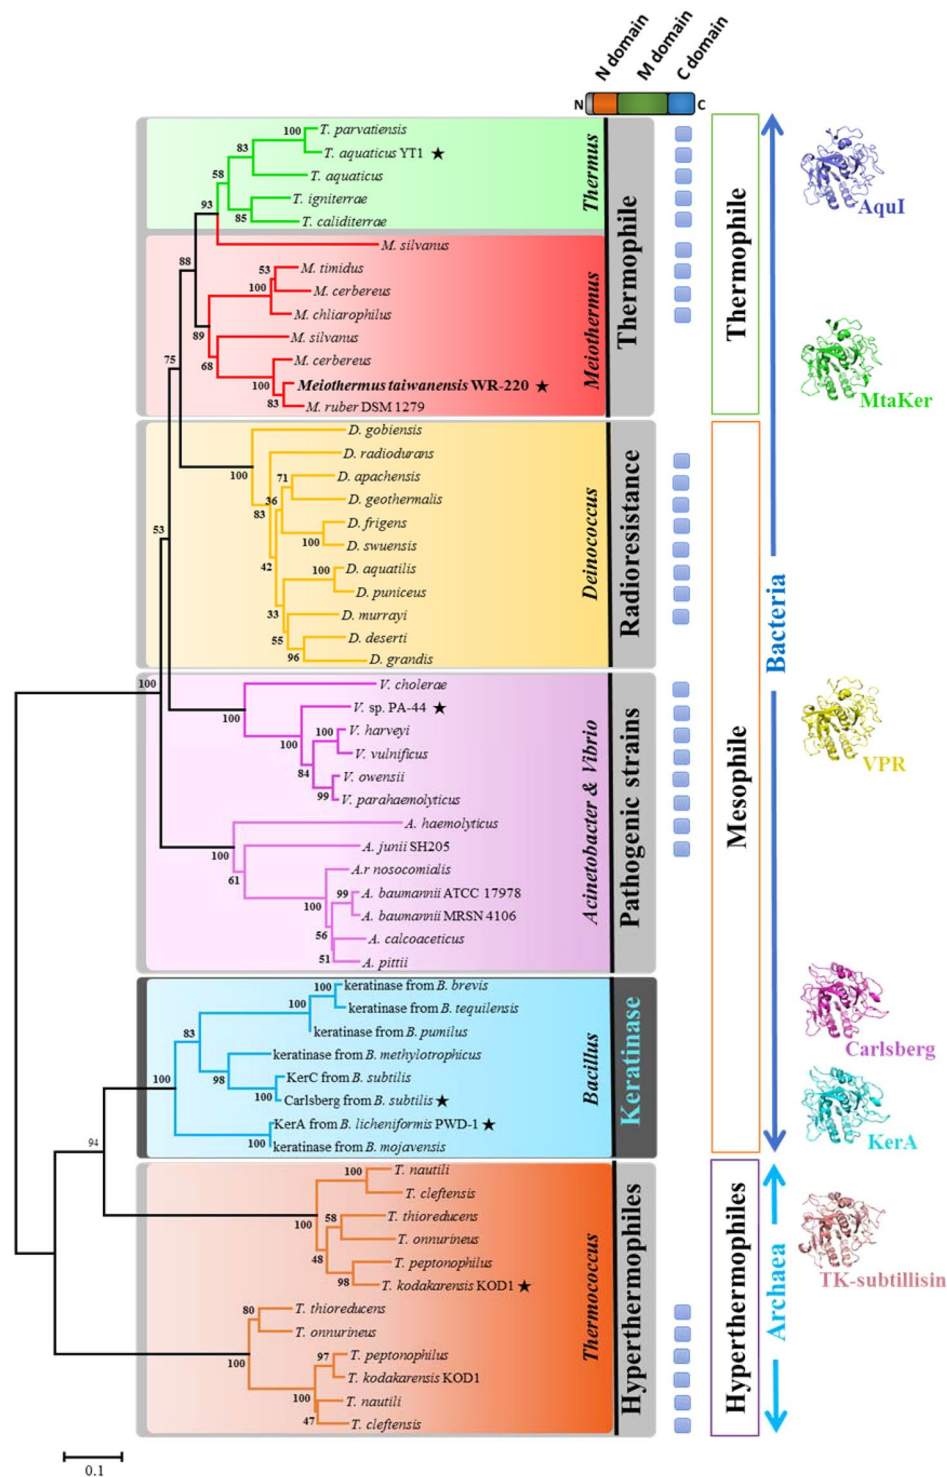 N domain
M domain
C domain
N
C
100
T. parvatiensis
83
T. aquaticus YT1 ★
58
T. aquaticus
93
T. igniterrae
85
T. caliditerrae
Thermus
M. silvanus
88
53
M. timidus
100
M. cerbereus
M. chliarophilus
89
M. silvanus
68
M. cerbereus
100
Meiothermus taiwanensis WR-220 ★
83
M. ruber DSM 1279
Meiothermus
Thermophile
Thermophile
AquI
MtaKer
75
D. gobiensis
100
D. radiodurans
71
D. apachensis
36
D. geothermalis
83
D. frigens
100
D. swuensis
42
100
D. aquatilis
D. puniceus
33
D. murrayi
55
D. deserti
96
D. grandis
Deinococcus
Radioresistance
53
Bacteria
100
V. cholerae
100
V. sp. PA-44 ★
100
100
V. harveyi
V. vulnificus
84
V. owensii
99
V. parahaemolyticus
A. haemolyticus
100
A. junii SH205
61
A.r nosocomialis
99
A. baumannii ATCC 17978
100
A. baumannii MRSN 4106
56
A. calcoaceticus
51
A. pittii
Acinetobacter & Vibrio
Pathogenic strains
Mesophile
VPR
100
keratinase from B. brevis
100
keratinase from B. tequilensis
keratinase from B. pumilus
83
keratinase from B. methylotrophicus
98
KerC from B. subtilis
100
Carlsberg from B. subtilis ★
100
KerA from B. licheniformis PWD-1 ★
100
keratinase from B. mojavensis
Bacillus
Keratinase
Carlsberg
KerA
94
100
T. nautili
T. cleftensis
100
T. thioreducens
58
T. onnurineus
48
T. peptonophilus
98
T. kodakarensis KOD1 ★
80
T. thioreducens
T. onnurineus
100
97
T. peptonophilus
T. kodakarensis KOD1
100
T. nautili
47
T. cleftensis
Thermococcus
Hyperthermophiles
Hyperthermophiles
Archaea
TK-subtillisin
0.1